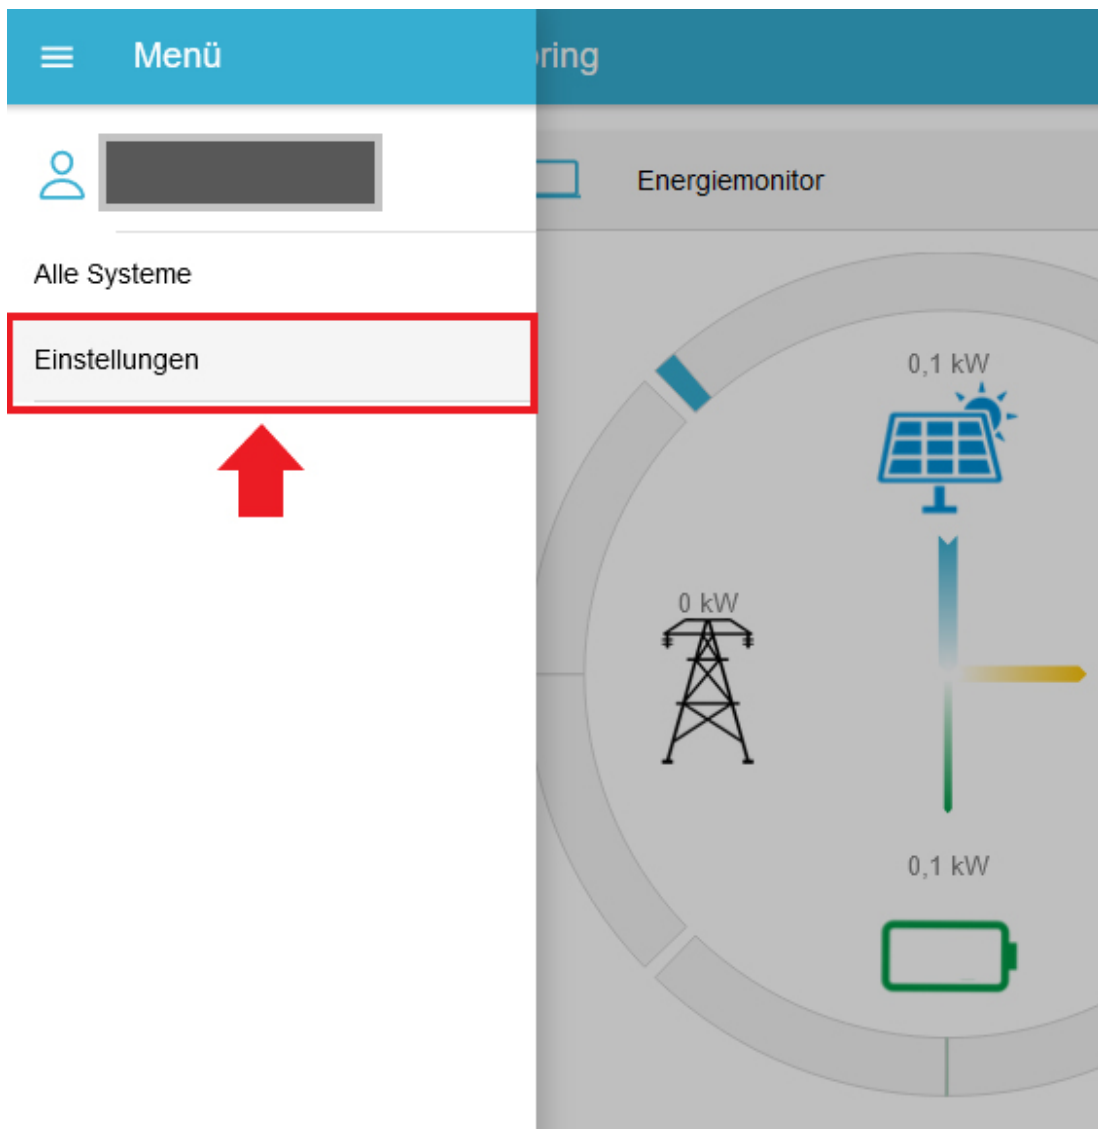 Menü
ring
Energiemonitor
Alle Systeme
Einstellungen
0,1 kW
0 kW
0,1 kW